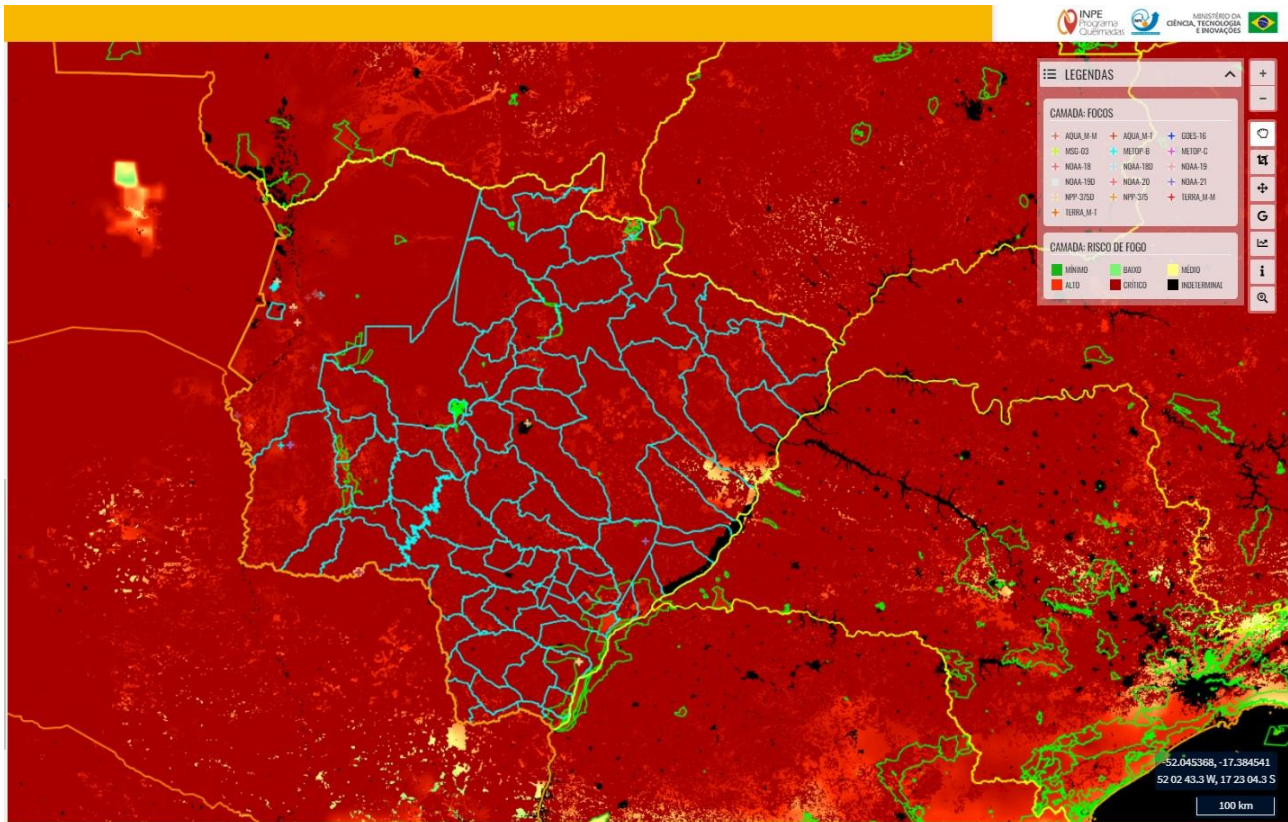 INPE
Programa
Queimadas
MINISTÉRIO DA
CIÊNCIA, TECNOLOGIA
E INOVAÇÕES
LEGENDAS
CAMADA: FOCOS
AQUA_M-M AQUA_M-T GOES-16
MSG-03 METOP-B METOP-C
NOAA-18 NOAA-18D NOAA-19
NOAA-19D NOAA-20 NOAA-21
NPP-375D NPP-375 TERRA_M-M
TERRA_M-T
CAMADA: RISCO DE FOGO
MÍNIMO BAIXO MÉDIO
ALTO CRÍTICO INDETERMINAL
-52.045368, -17.384541
52 02 43.3 W, 17 23 04.3 S
100 km